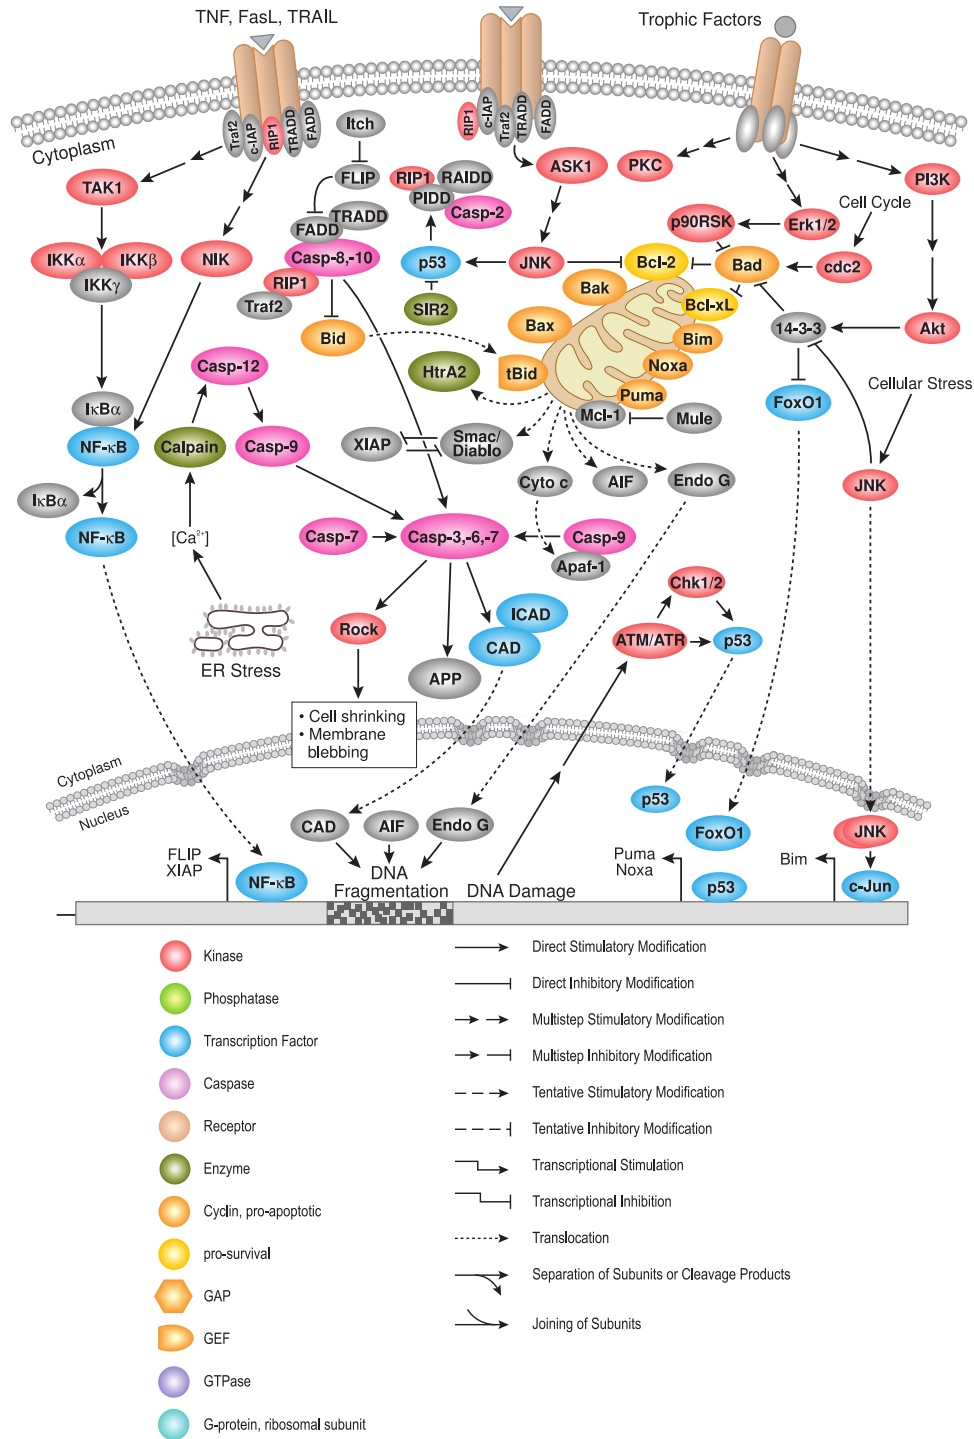 TNF, FasL, TRAIL
Trophic Factors
Cytoplasm
Traf2
c-IAP
RIP1
TRADD
FADD
RIP1
c-IAP
Traf2
TRADD
FADD
Itch
FLIP
TRADD
FADD
Casp-8,-10
RIP1
Traf2
Bid
TAK1
IKKα
IKKβ
IKKγ
NIK
IκBα
NF-κB
IκBα
NF-κB
RIP1
RAIDD
PIDD
Casp-2
p53
SIR2
ASK1
JNK
PKC
PI3K
Cell Cycle
p90RSK
Erk1/2
cdc2
Bcl-2
Bad
Bak
Bcl-xL
Bax
Bim
tBid
Noxa
Puma
Mcl-1
Mule
14-3-3
Akt
FoxO1
Cellular Stress
JNK
HtrA2
Casp-12
Calpain
Casp-9
[Ca²⁺]
ER Stress
XIAP
Smac/
Diablo
Cyto c
AIF
Endo G
Casp-7
Casp-3,-6,-7
Casp-9
Apaf-1
Rock
APP
ICAD
CAD
Chk1/2
ATM/ATR
p53
• Cell shrinking
• Membrane
blebbing
Cytoplasm
Nucleus
CAD
AIF
Endo G
p53
FoxO1
JNK
FLIP
XIAP
NF-κB
DNA
Fragmentation
DNA Damage
Puma
Noxa
p53
Bim
c-Jun
Kinase
Phosphatase
Transcription Factor
Caspase
Receptor
Enzyme
Cyclin, pro-apoptotic
pro-survival
GAP
GEF
GTPase
G-protein, ribosomal subunit
Direct Stimulatory Modification
Direct Inhibitory Modification
Multistep Stimulatory Modification
Multistep Inhibitory Modification
Tentative Stimulatory Modification
Tentative Inhibitory Modification
Transcriptional Stimulation
Transcriptional Inhibition
Translocation
Separation of Subunits or Cleavage Products
Joining of Subunits